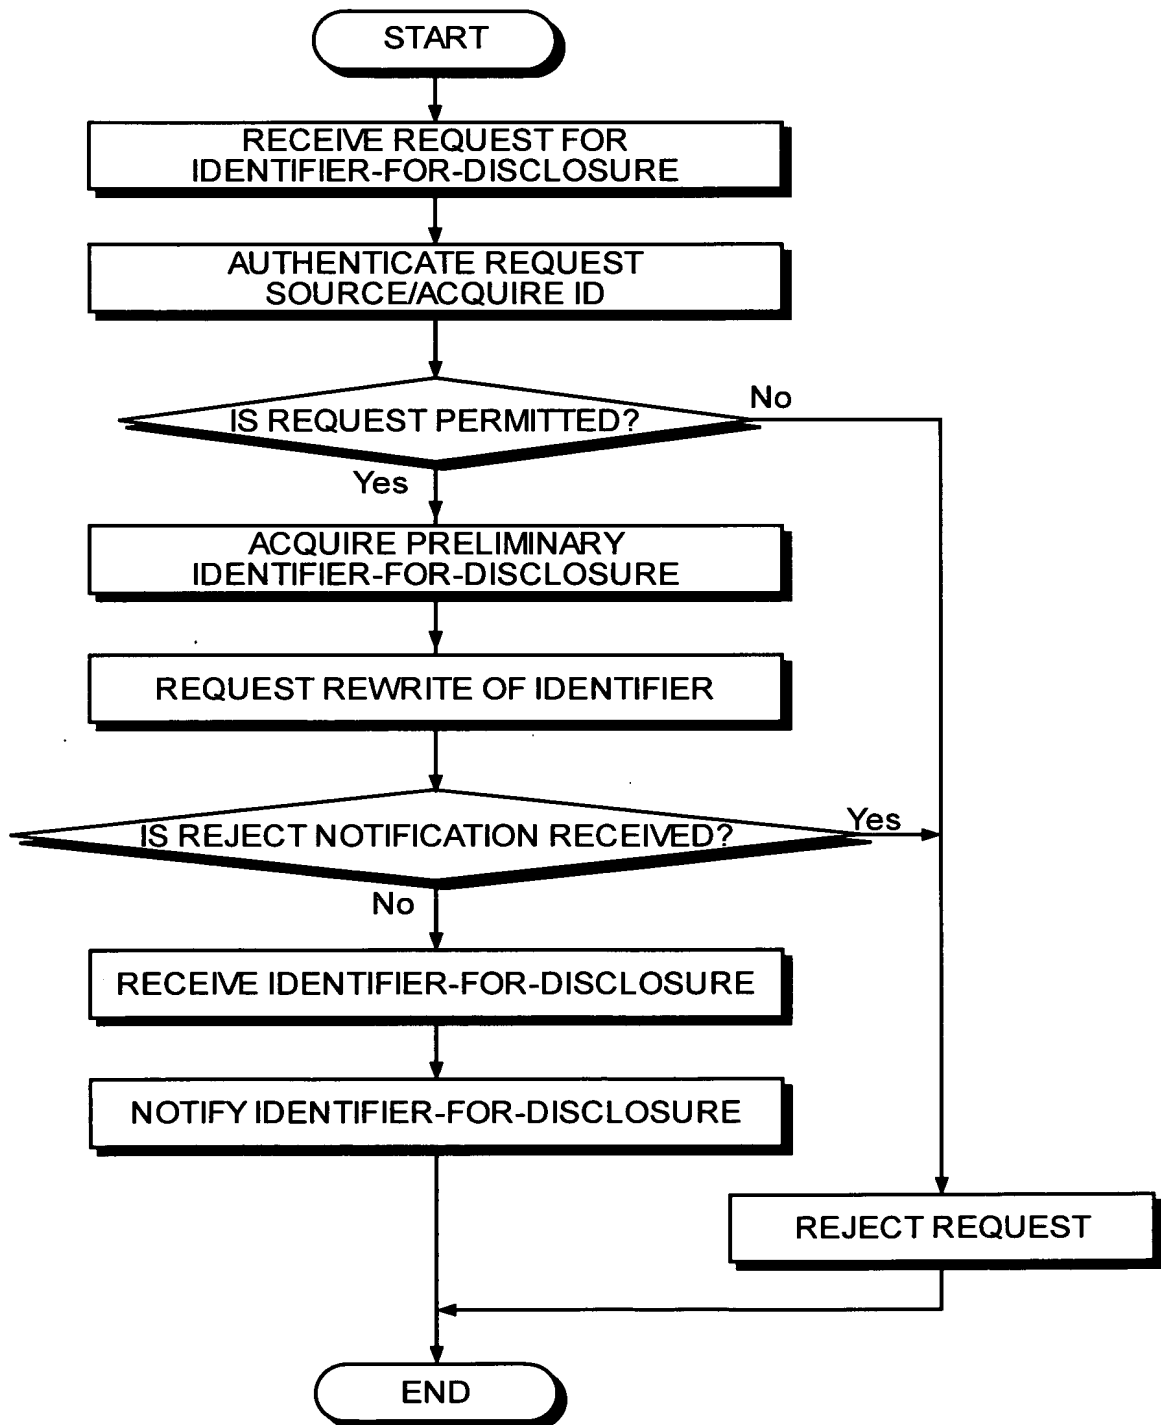 START
RECEIVE REQUEST FOR
IDENTIFIER-FOR-DISCLOSURE
AUTHENTICATE REQUEST
SOURCE/ACQUIRE ID
IS REQUEST PERMITTED?
No
Yes
ACQUIRE PRELIMINARY
IDENTIFIER-FOR-DISCLOSURE
REQUEST REWRITE OF IDENTIFIER
IS REJECT NOTIFICATION RECEIVED?
Yes
No
RECEIVE IDENTIFIER-FOR-DISCLOSURE
NOTIFY IDENTIFIER-FOR-DISCLOSURE
REJECT REQUEST
END